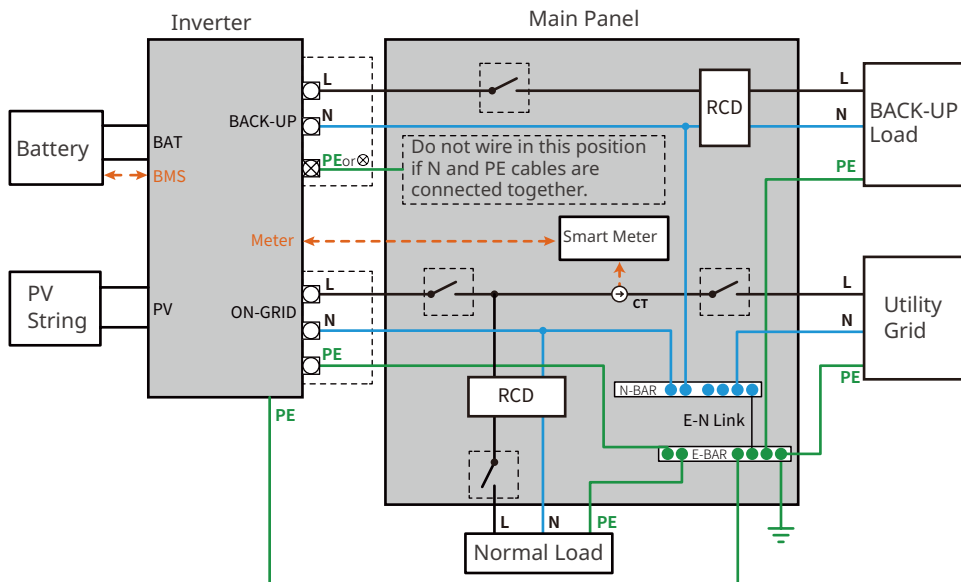 Inverter
Main Panel
L
RCD
L
BACK-UP
Load
N
BACK-UP
N
Battery
BAT
BMS
PE or
Do not wire in this position
if N and PE cables are
connected together.
PE
Meter
Smart Meter
PV
String
PV
L
ON-GRID
N
PE
CT
L
N
PE
Utility
Grid
N-BAR
RCD
E-N Link
PE
E-BAR
L
N
PE
Normal Load